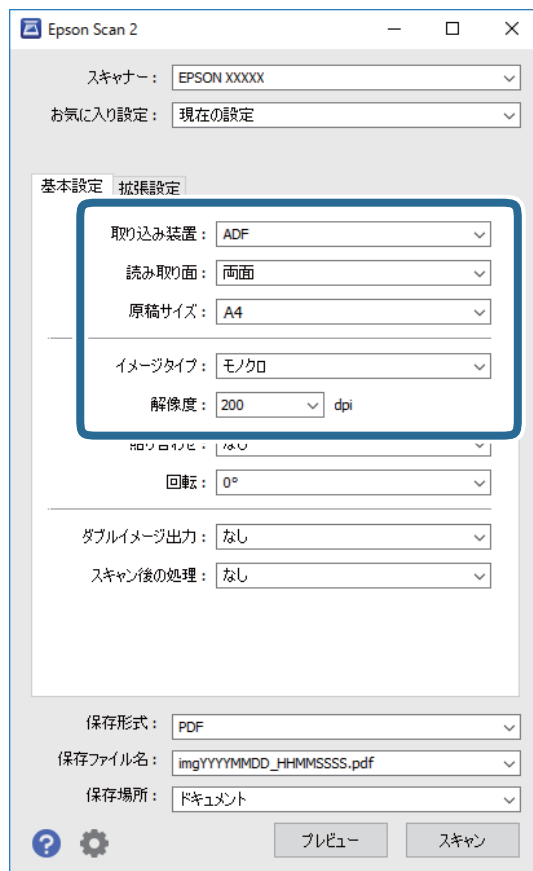 Epson Scan 2
スキャナー： EPSON XXXXX
お気に入り設定： 現在の設定
基本設定 拡張設定
取り込み装置： ADF
読み取り面： 両面
原稿サイズ： A4
イメージタイプ： モノクロ
解像度： 200 dpi
回転： 0°
ダブルイメージ出力： なし
スキャン後の処理： なし
保存形式： PDF
保存ファイル名： imgYYYYMMDD_HHMMSSSS.pdf
保存場所： ドキュメント
プレビュー スキャン